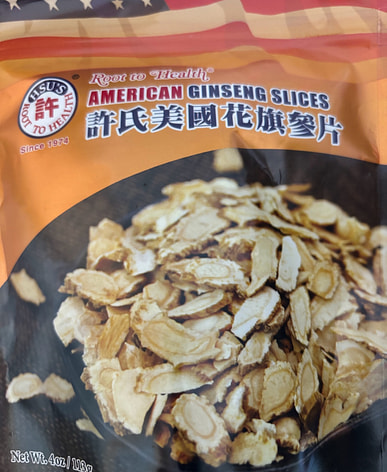 HSU'S
許
ROOT TO HEALTH
Since 1974
Root to "Health"
AMERICAN GINSENG SLICES
許氏美國花旗參片
Net Wt. 4oz / 113g